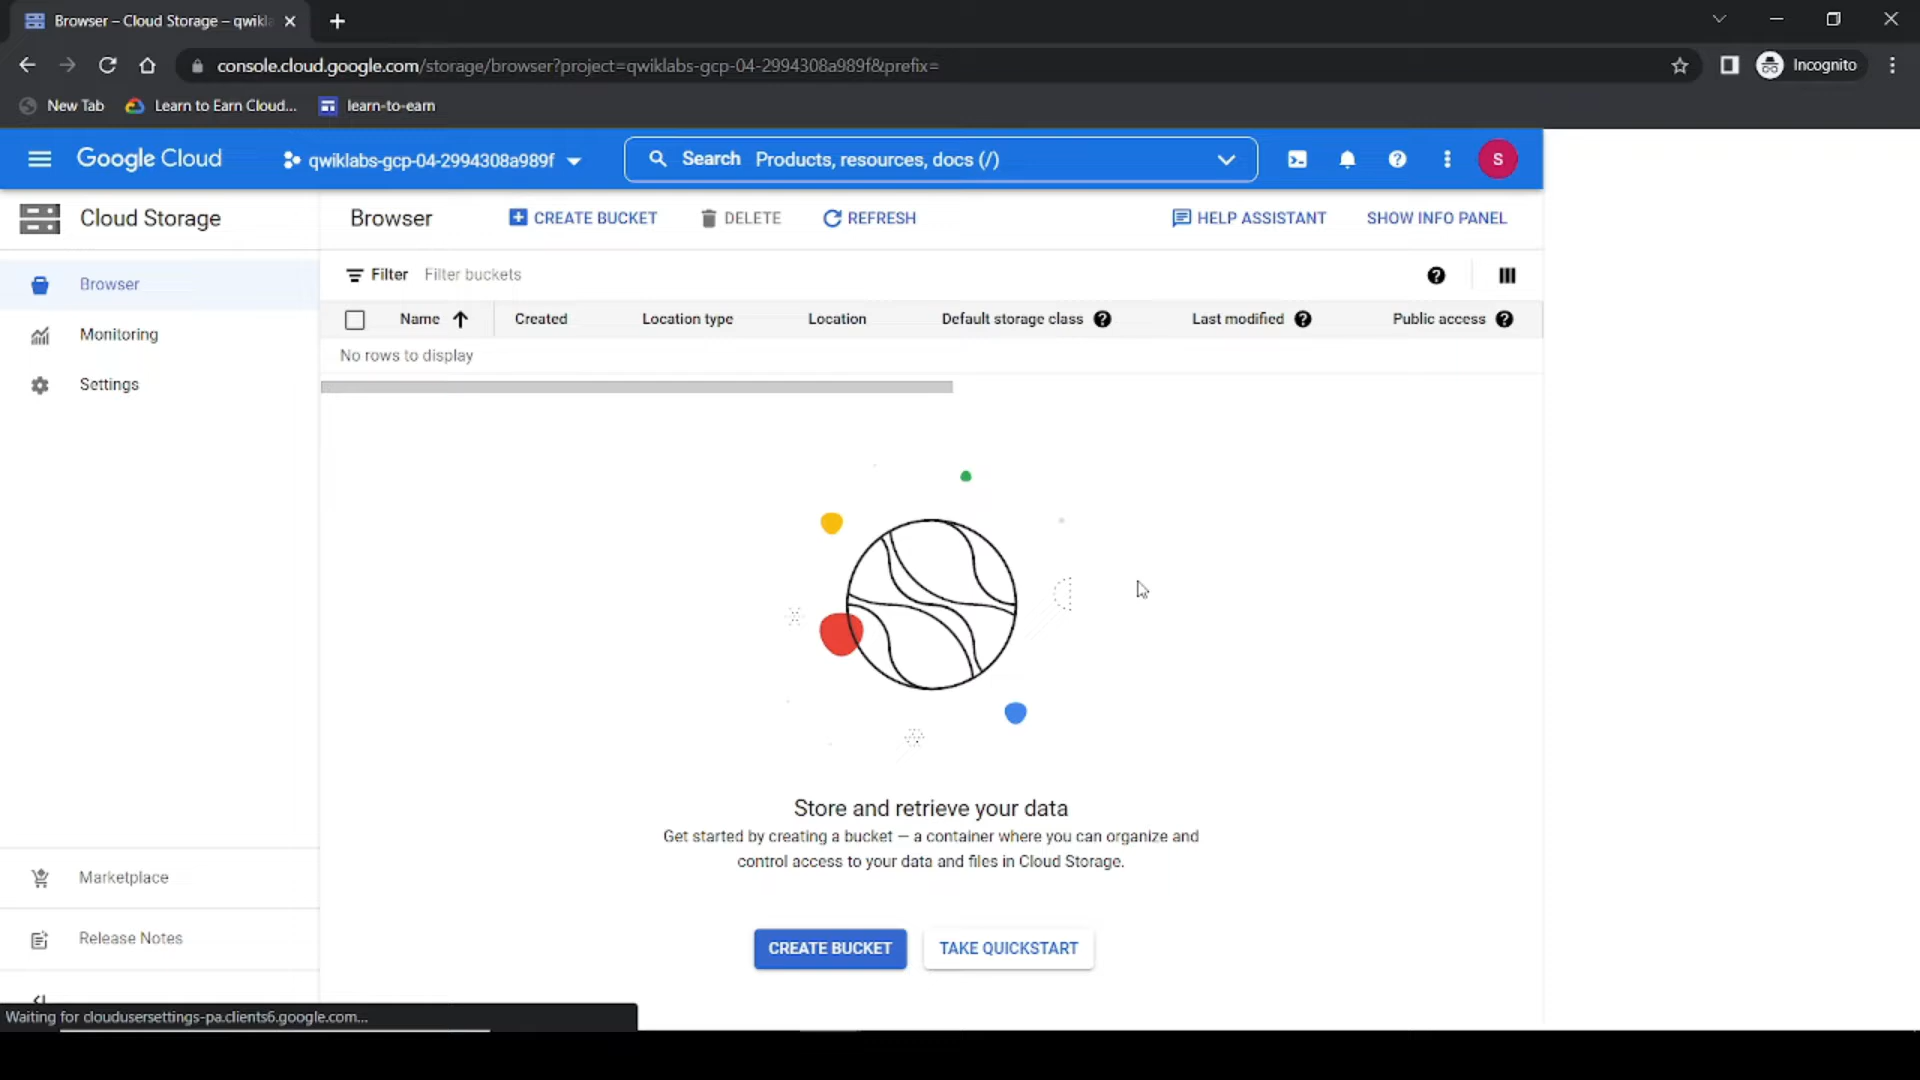 Browser – Cloud Storage – qwikla
console.cloud.google.com/storage/browser?project=qwiklabs-gcp-04-2994308a989f&prefix=
Incognito
New Tab
Learn to Earn Cloud...
learn-to-earn
Google Cloud
qwiklabs-gcp-04-2994308a989f
Search Products, resources, docs (/)
S
Cloud Storage
Browser
CREATE BUCKET
DELETE
REFRESH
HELP ASSISTANT
SHOW INFO PANEL
Browser
Monitoring
Settings
Filter Filter buckets
Name
Created
Location type
Location
Default storage class
Last modified
Public access
No rows to display
Store and retrieve your data
Get started by creating a bucket — a container where you can organize and
control access to your data and files in Cloud Storage.
CREATE BUCKET
TAKE QUICKSTART
Marketplace
Release Notes
Waiting for cloudusersettings-pa.clients6.google.com...